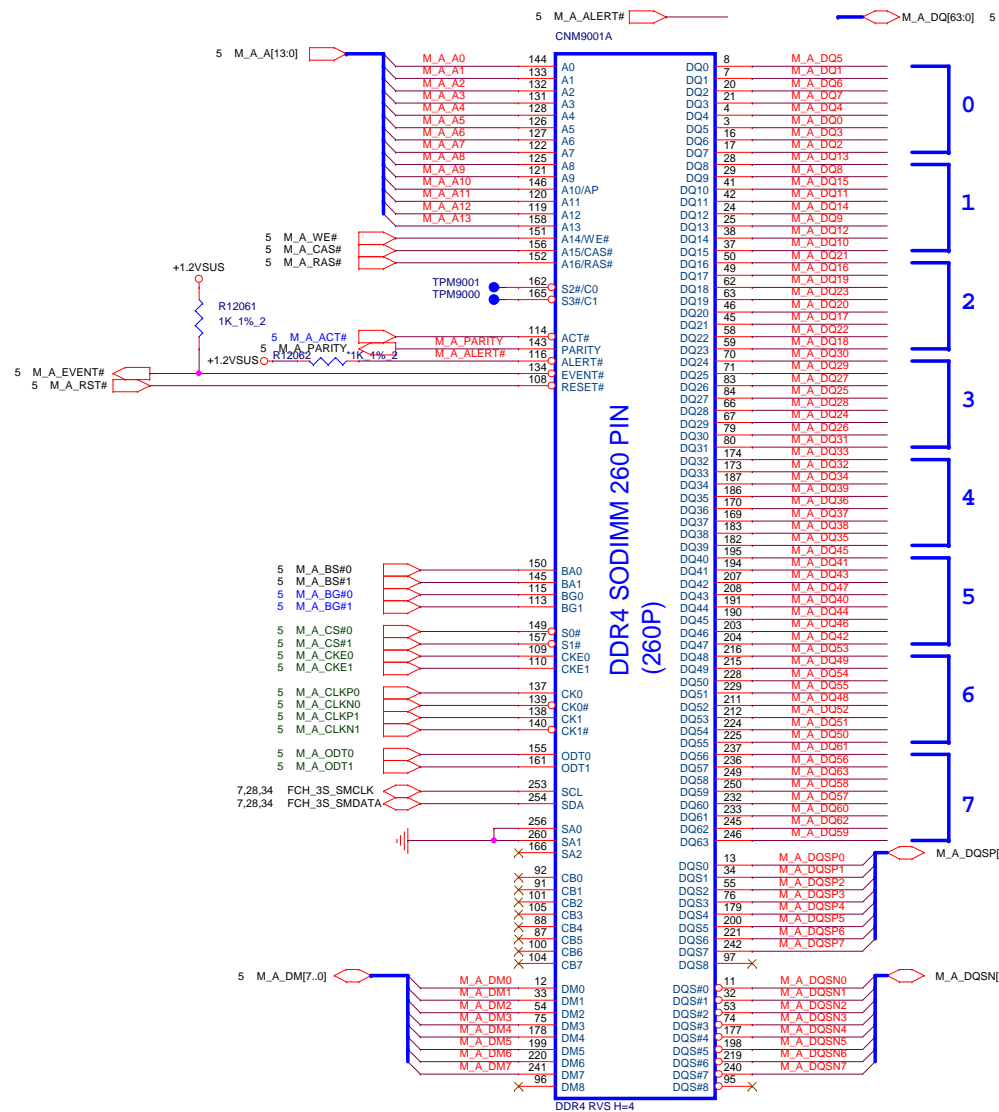 5 M_A_ALERT#
M_A_DQ[63:0] 5
CNM9001A
5 M_A_A[13:0]
M_A_A0 144 A0 DQ0 8 M_A_DQ5
M_A_A1 133 A1 DQ1 7 M_A_DQ1
M_A_A2 132 A2 DQ2 20 M_A_DQ6
M_A_A3 131 A3 DQ3 21 M_A_DQ7
M_A_A4 128 A4 DQ4 4 M_A_DQ4
M_A_A5 126 A5 DQ5 3 M_A_DQ0
M_A_A6 127 A6 DQ6 16 M_A_DQ3
M_A_A7 122 A7 DQ7 17 M_A_DQ2
0
M_A_A8 125 A8 DQ8 28 M_A_DQ13
M_A_A9 121 A9 DQ9 29 M_A_DQ8
M_A_A10 146 A10/AP DQ10 41 M_A_DQ15
M_A_A11 120 A11 DQ11 42 M_A_DQ11
M_A_A12 119 A12 DQ12 24 M_A_DQ14
M_A_A13 158 A13 DQ13 25 M_A_DQ9
5 M_A_WE# 151 A14/WE# DQ14 38 M_A_DQ12
5 M_A_CAS# 156 A15/CAS# DQ15 37 M_A_DQ10
1
5 M_A_RAS# 152 A16/RAS# DQ16 50 M_A_DQ21
DQ17 49 M_A_DQ16
+1.2VSUS
TPM9001 162 S2#/C0 DQ18 62 M_A_DQ19
TPM9000 165 S3#/C1 DQ19 63 M_A_DQ23
DQ20 46 M_A_DQ20
DQ21 45 M_A_DQ17
R12061
1K_1%_2
5 M_A_ACT# 114 ACT# DQ22 58 M_A_DQ22
5 M_A_PARITY M_A_PARITY 143 PARITY DQ23 59 M_A_DQ18
2
+1.2VSUS R12062 *1K_1%_2 M_A_ALERT# 116 ALERT# DQ24 70 M_A_DQ30
5 M_A_EVENT# 134 EVENT# DQ25 71 M_A_DQ29
5 M_A_RST# 108 RESET# DQ26 83 M_A_DQ27
DQ27 84 M_A_DQ25
DQ28 66 M_A_DQ28
DQ29 67 M_A_DQ24
DQ30 79 M_A_DQ26
DQ31 80 M_A_DQ31
3
DQ32 174 M_A_DQ33
DQ33 173 M_A_DQ32
DQ34 187 M_A_DQ34
DQ35 186 M_A_DQ39
DQ36 170 M_A_DQ36
DQ37 169 M_A_DQ37
DQ38 183 M_A_DQ38
DQ39 182 M_A_DQ35
4
DDR4 SODIMM 260 PIN
(260P)
DQ40 195 M_A_DQ45
5 M_A_BS#0 150 BA0 DQ41 194 M_A_DQ41
5 M_A_BS#1 145 BA1 DQ42 207 M_A_DQ43
5 M_A_BG#0 115 BG0 DQ43 208 M_A_DQ47
5 M_A_BG#1 113 BG1 DQ44 191 M_A_DQ40
DQ45 190 M_A_DQ44
5 M_A_CS#0 149 S0# DQ46 203 M_A_DQ46
5 M_A_CS#1 157 S1# DQ47 204 M_A_DQ42
5
5 M_A_CKE0 109 CKE0 DQ48 216 M_A_DQ53
5 M_A_CKE1 110 CKE1 DQ49 215 M_A_DQ49
DQ50 228 M_A_DQ54
5 M_A_CLKP0 137 CK0 DQ51 229 M_A_DQ55
5 M_A_CLKN0 139 CK0# DQ52 211 M_A_DQ48
5 M_A_CLKP1 138 CK1 DQ53 212 M_A_DQ52
5 M_A_CLKN1 140 CK1# DQ54 224 M_A_DQ51
DQ55 225 M_A_DQ50
6
5 M_A_ODT0 155 ODT0 DQ56 237 M_A_DQ61
5 M_A_ODT1 161 ODT1 DQ57 236 M_A_DQ56
DQ58 249 M_A_DQ63
7,28,34 FCH_3S_SMCLK 253 SCL DQ59 250 M_A_DQ58
7,28,34 FCH_3S_SMDATA 254 SDA DQ60 232 M_A_DQ57
DQ61 233 M_A_DQ60
256 SA0 DQ62 245 M_A_DQ62
260 SA1 DQ63 246 M_A_DQ59
7
166 SA2
DQS0 13 M_A_DQSP0
M_A_DQSP[
92 CB0 DQS1 34 M_A_DQSP1
91 CB1 DQS2 55 M_A_DQSP2
101 CB2 DQS3 76 M_A_DQSP3
105 CB3 DQS4 179 M_A_DQSP4
88 CB4 DQS5 200 M_A_DQSP5
87 CB5 DQS6 221 M_A_DQSP6
100 CB6 DQS7 242 M_A_DQSP7
104 CB7 DQS8 97
5 M_A_DM[7..0]
M_A_DQSN[
M_A_DM0 12 DM0 DQS#0 11 M_A_DQSN0
M_A_DM1 33 DM1 DQS#1 32 M_A_DQSN1
M_A_DM2 54 DM2 DQS#2 53 M_A_DQSN2
M_A_DM3 75 DM3 DQS#3 74 M_A_DQSN3
M_A_DM4 178 DM4 DQS#4 177 M_A_DQSN4
M_A_DM5 199 DM5 DQS#5 198 M_A_DQSN5
M_A_DM6 220 DM6 DQS#6 219 M_A_DQSN6
M_A_DM7 241 DM7 DQS#7 240 M_A_DQSN7
96 DM8 DQS#8 95
DDR4 RVS H=4